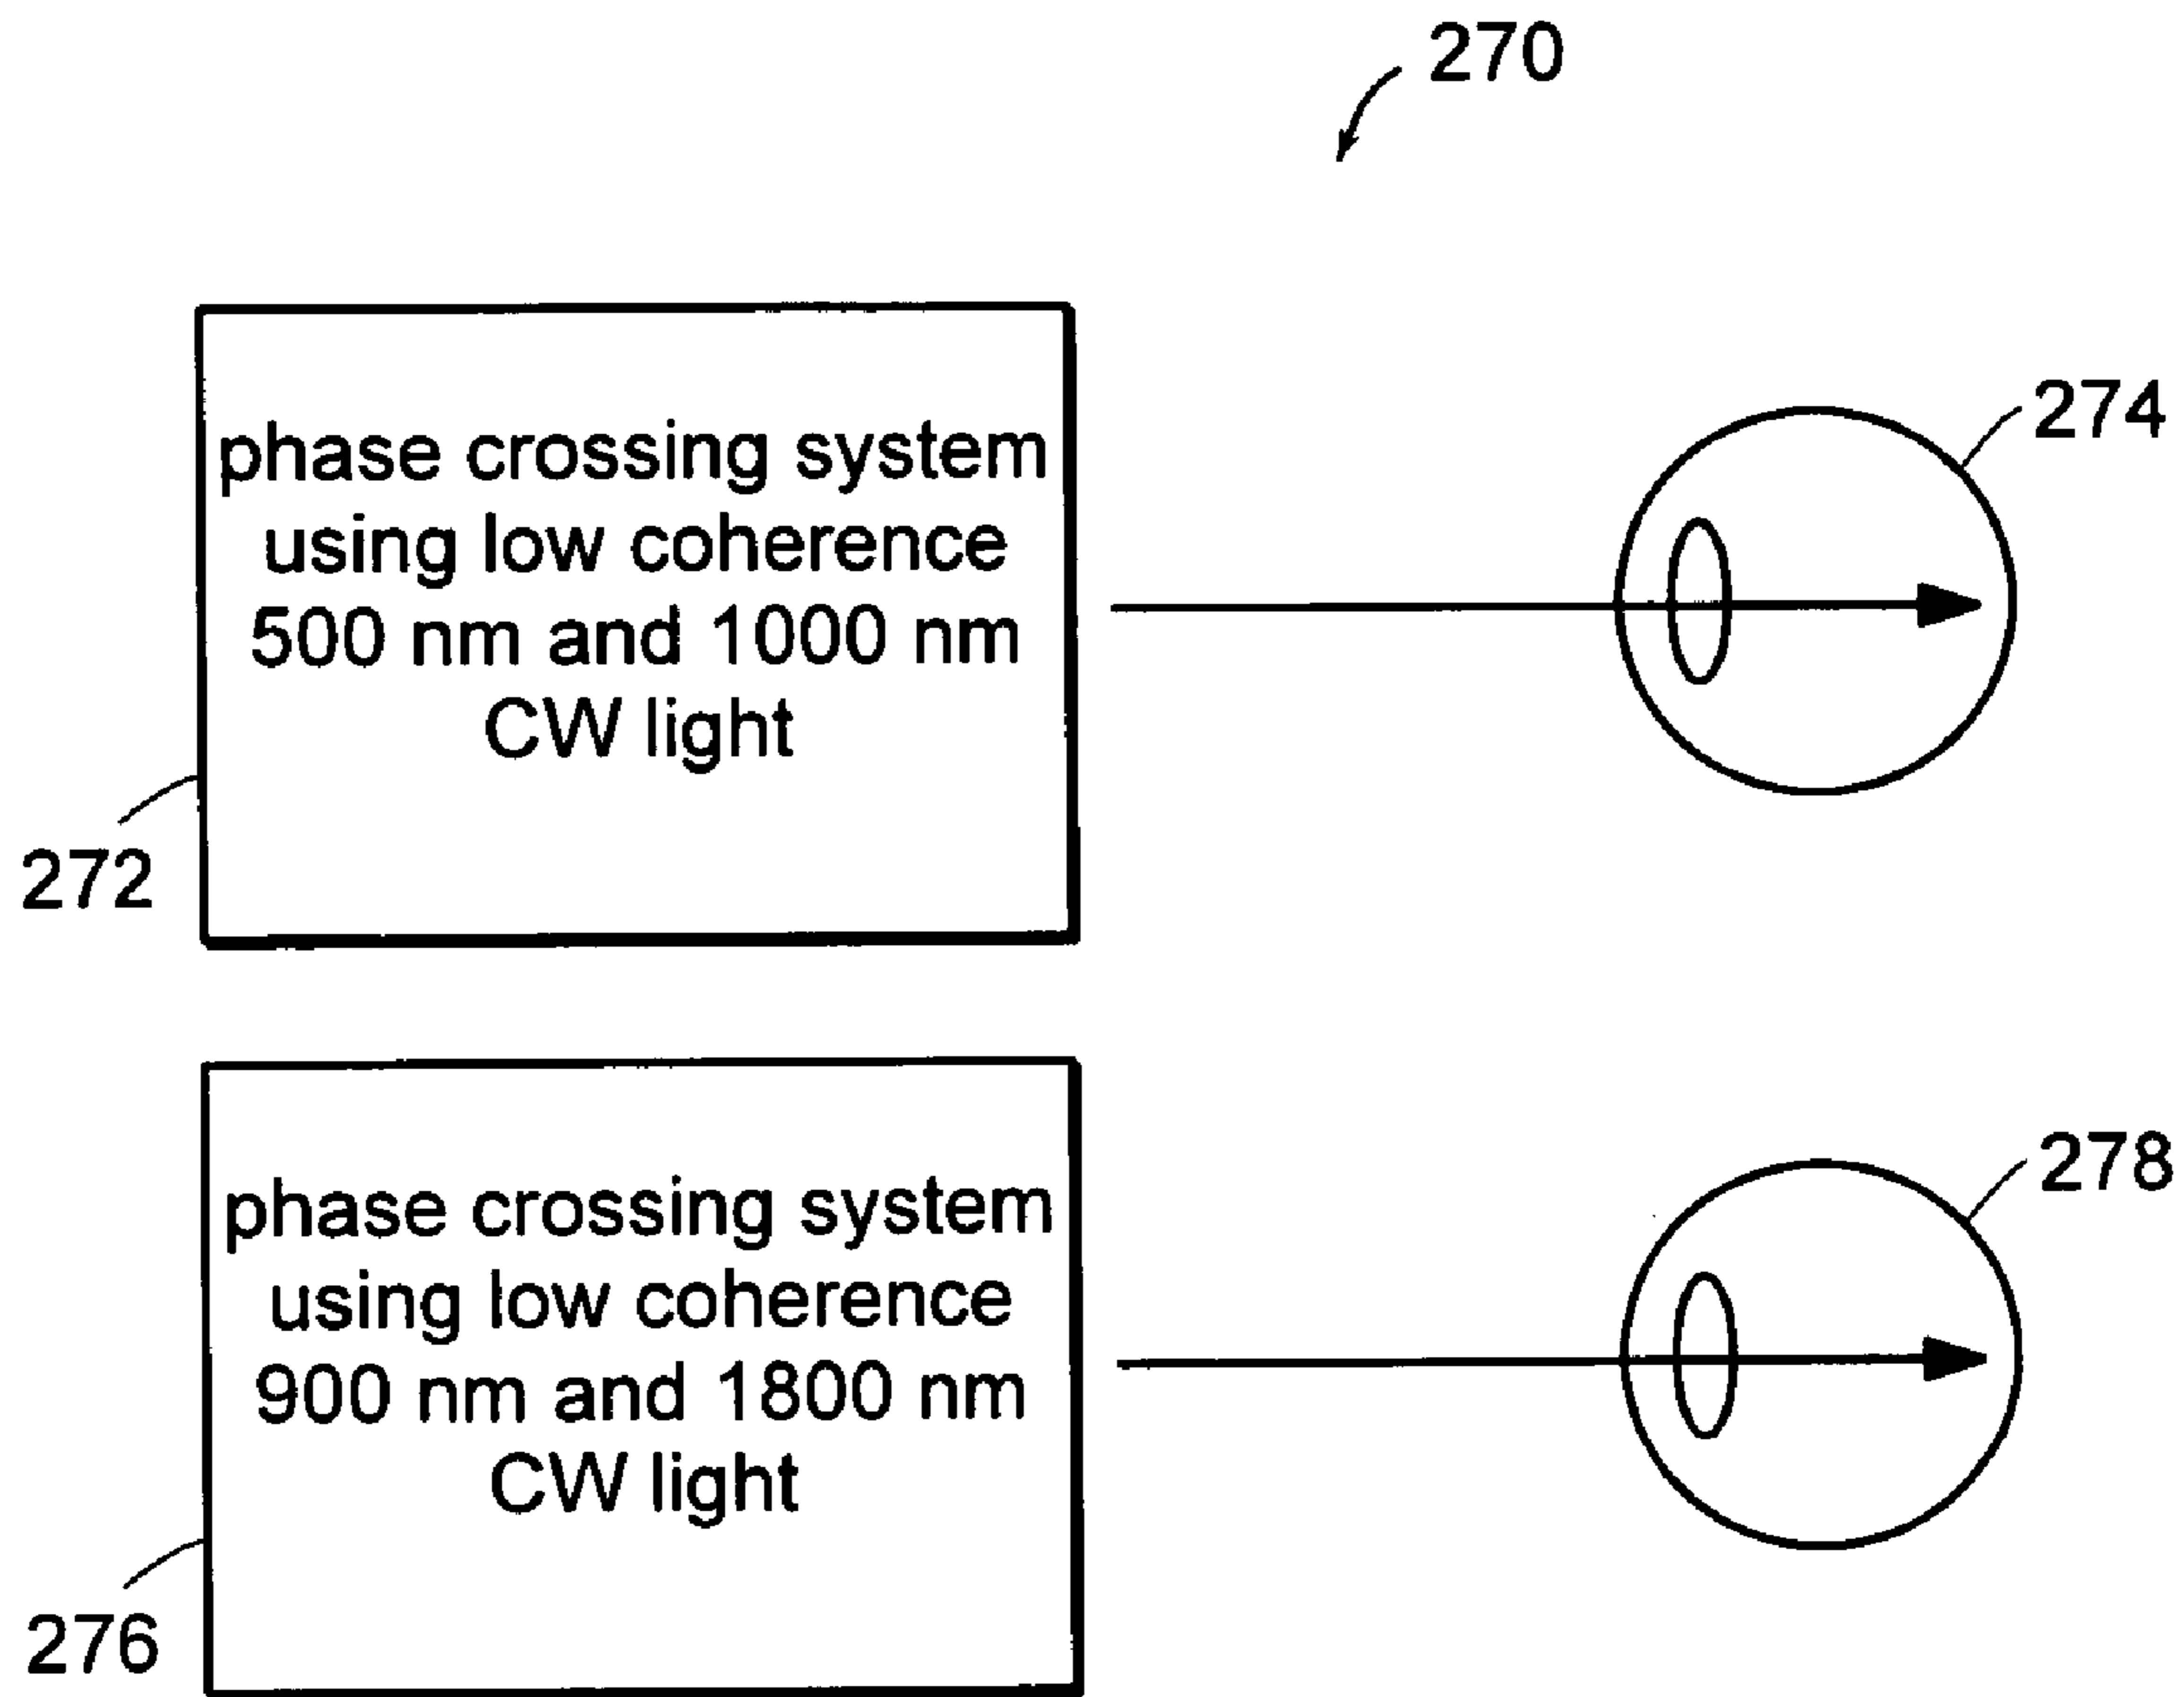 270
phase crossing system
using low coherence
500 nm and 1000 nm
CW light
274
272
phase crossing system
using low coherence
900 nm and 1800 nm
CW light
278
276